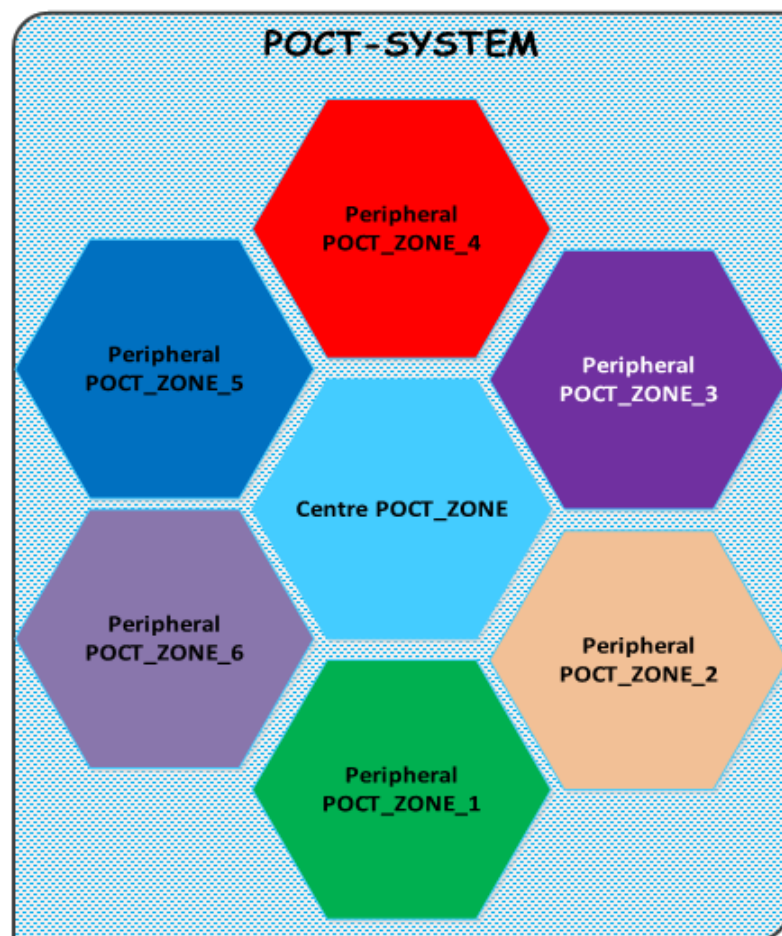 POCT-SYSTEM
Peripheral
POCT_ZONE_4
Peripheral
POCT_ZONE_5
Peripheral
POCT_ZONE_3
Centre POCT_ZONE
Peripheral
POCT_ZONE_6
Peripheral
POCT_ZONE_2
Peripheral
POCT_ZONE_1